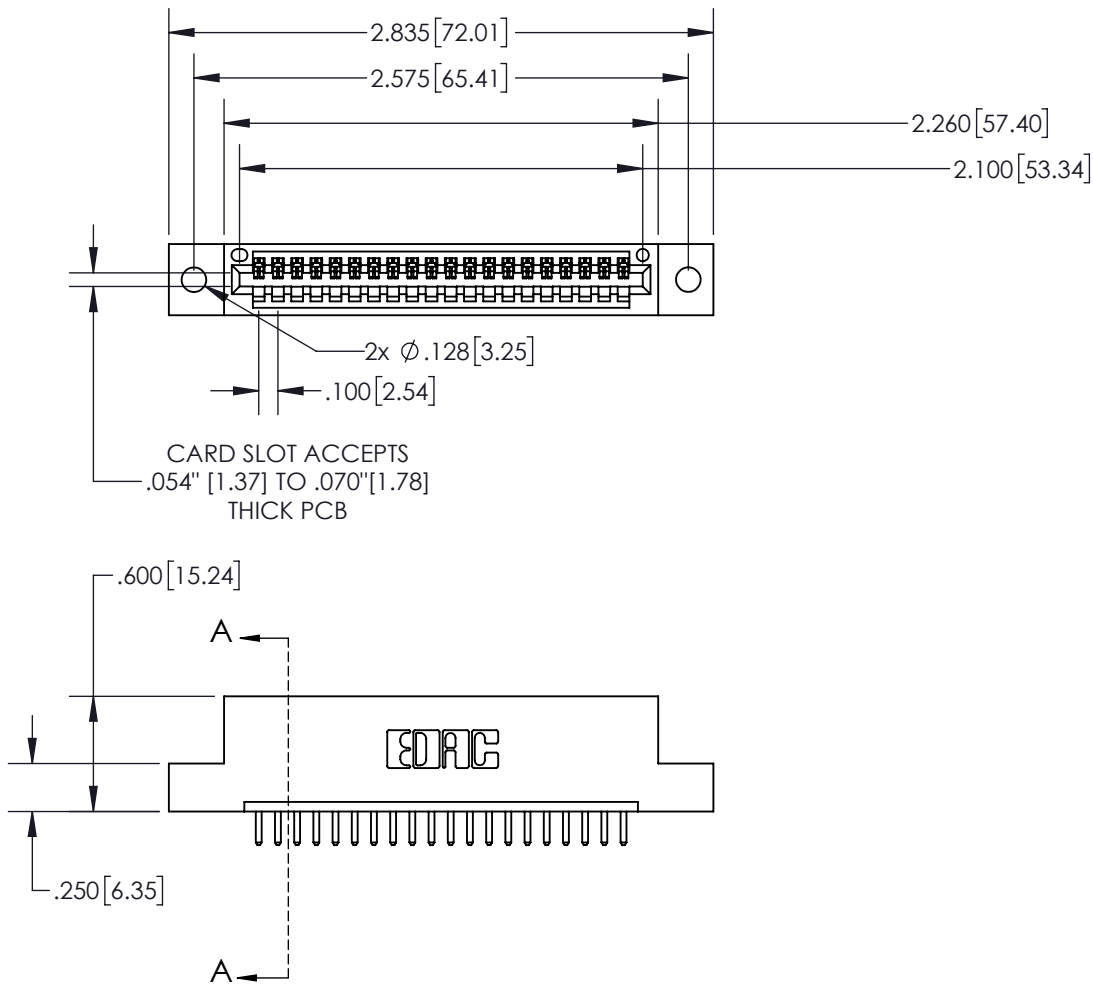 2.835[72.01]
2.575[65.41]
2.260[57.40]
2.100[53.34]
2x Ø.128[3.25]
.100[2.54]
CARD SLOT ACCEPTS
.054" [1.37] TO .070"[1.78]
THICK PCB
.600[15.24]
A
EDAC
.250[6.35]
A